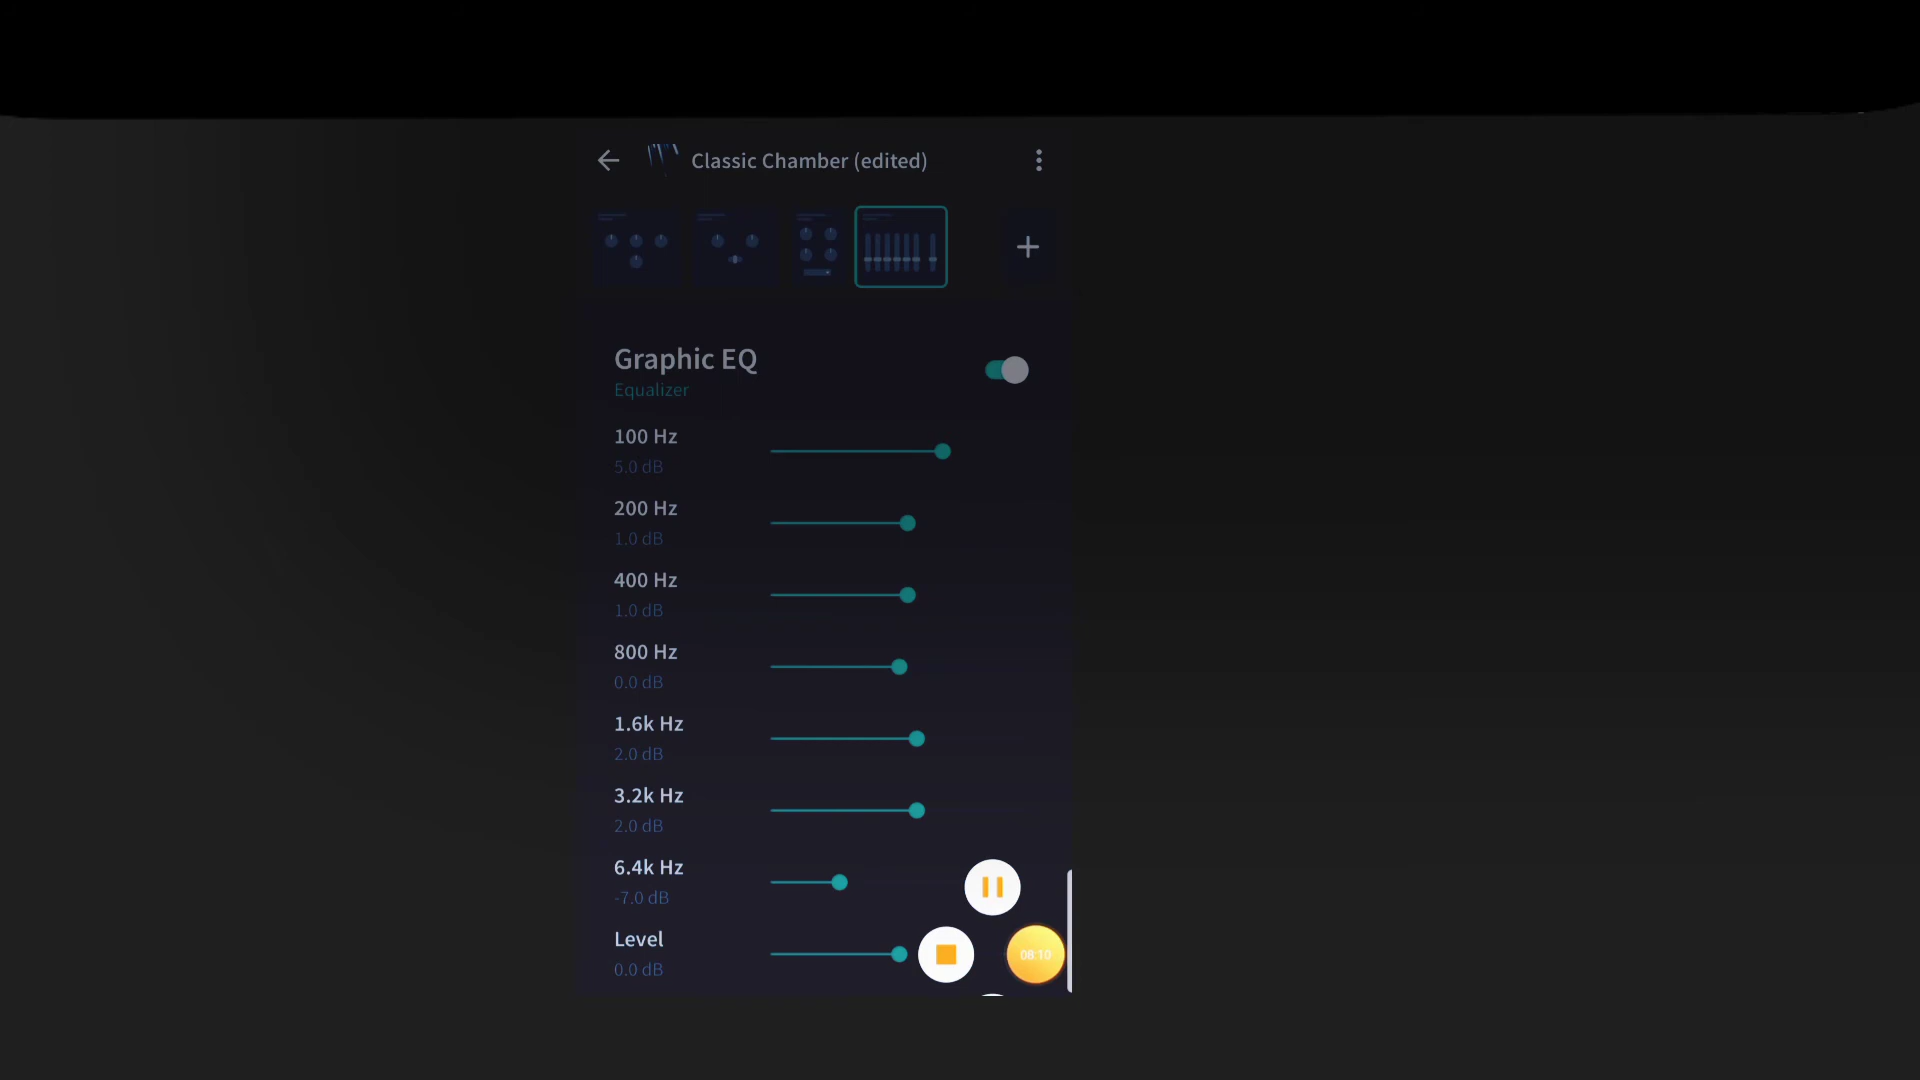 Classic Chamber (edited)
Graphic EQ
Equalizer
100 Hz
5.0 dB
200 Hz
1.0 dB
400 Hz
1.0 dB
800 Hz
0.0 dB
1.6k Hz
2.0 dB
3.2k Hz
2.0 dB
6.4k Hz
-7.0 dB
Level
0.0 dB
08:10